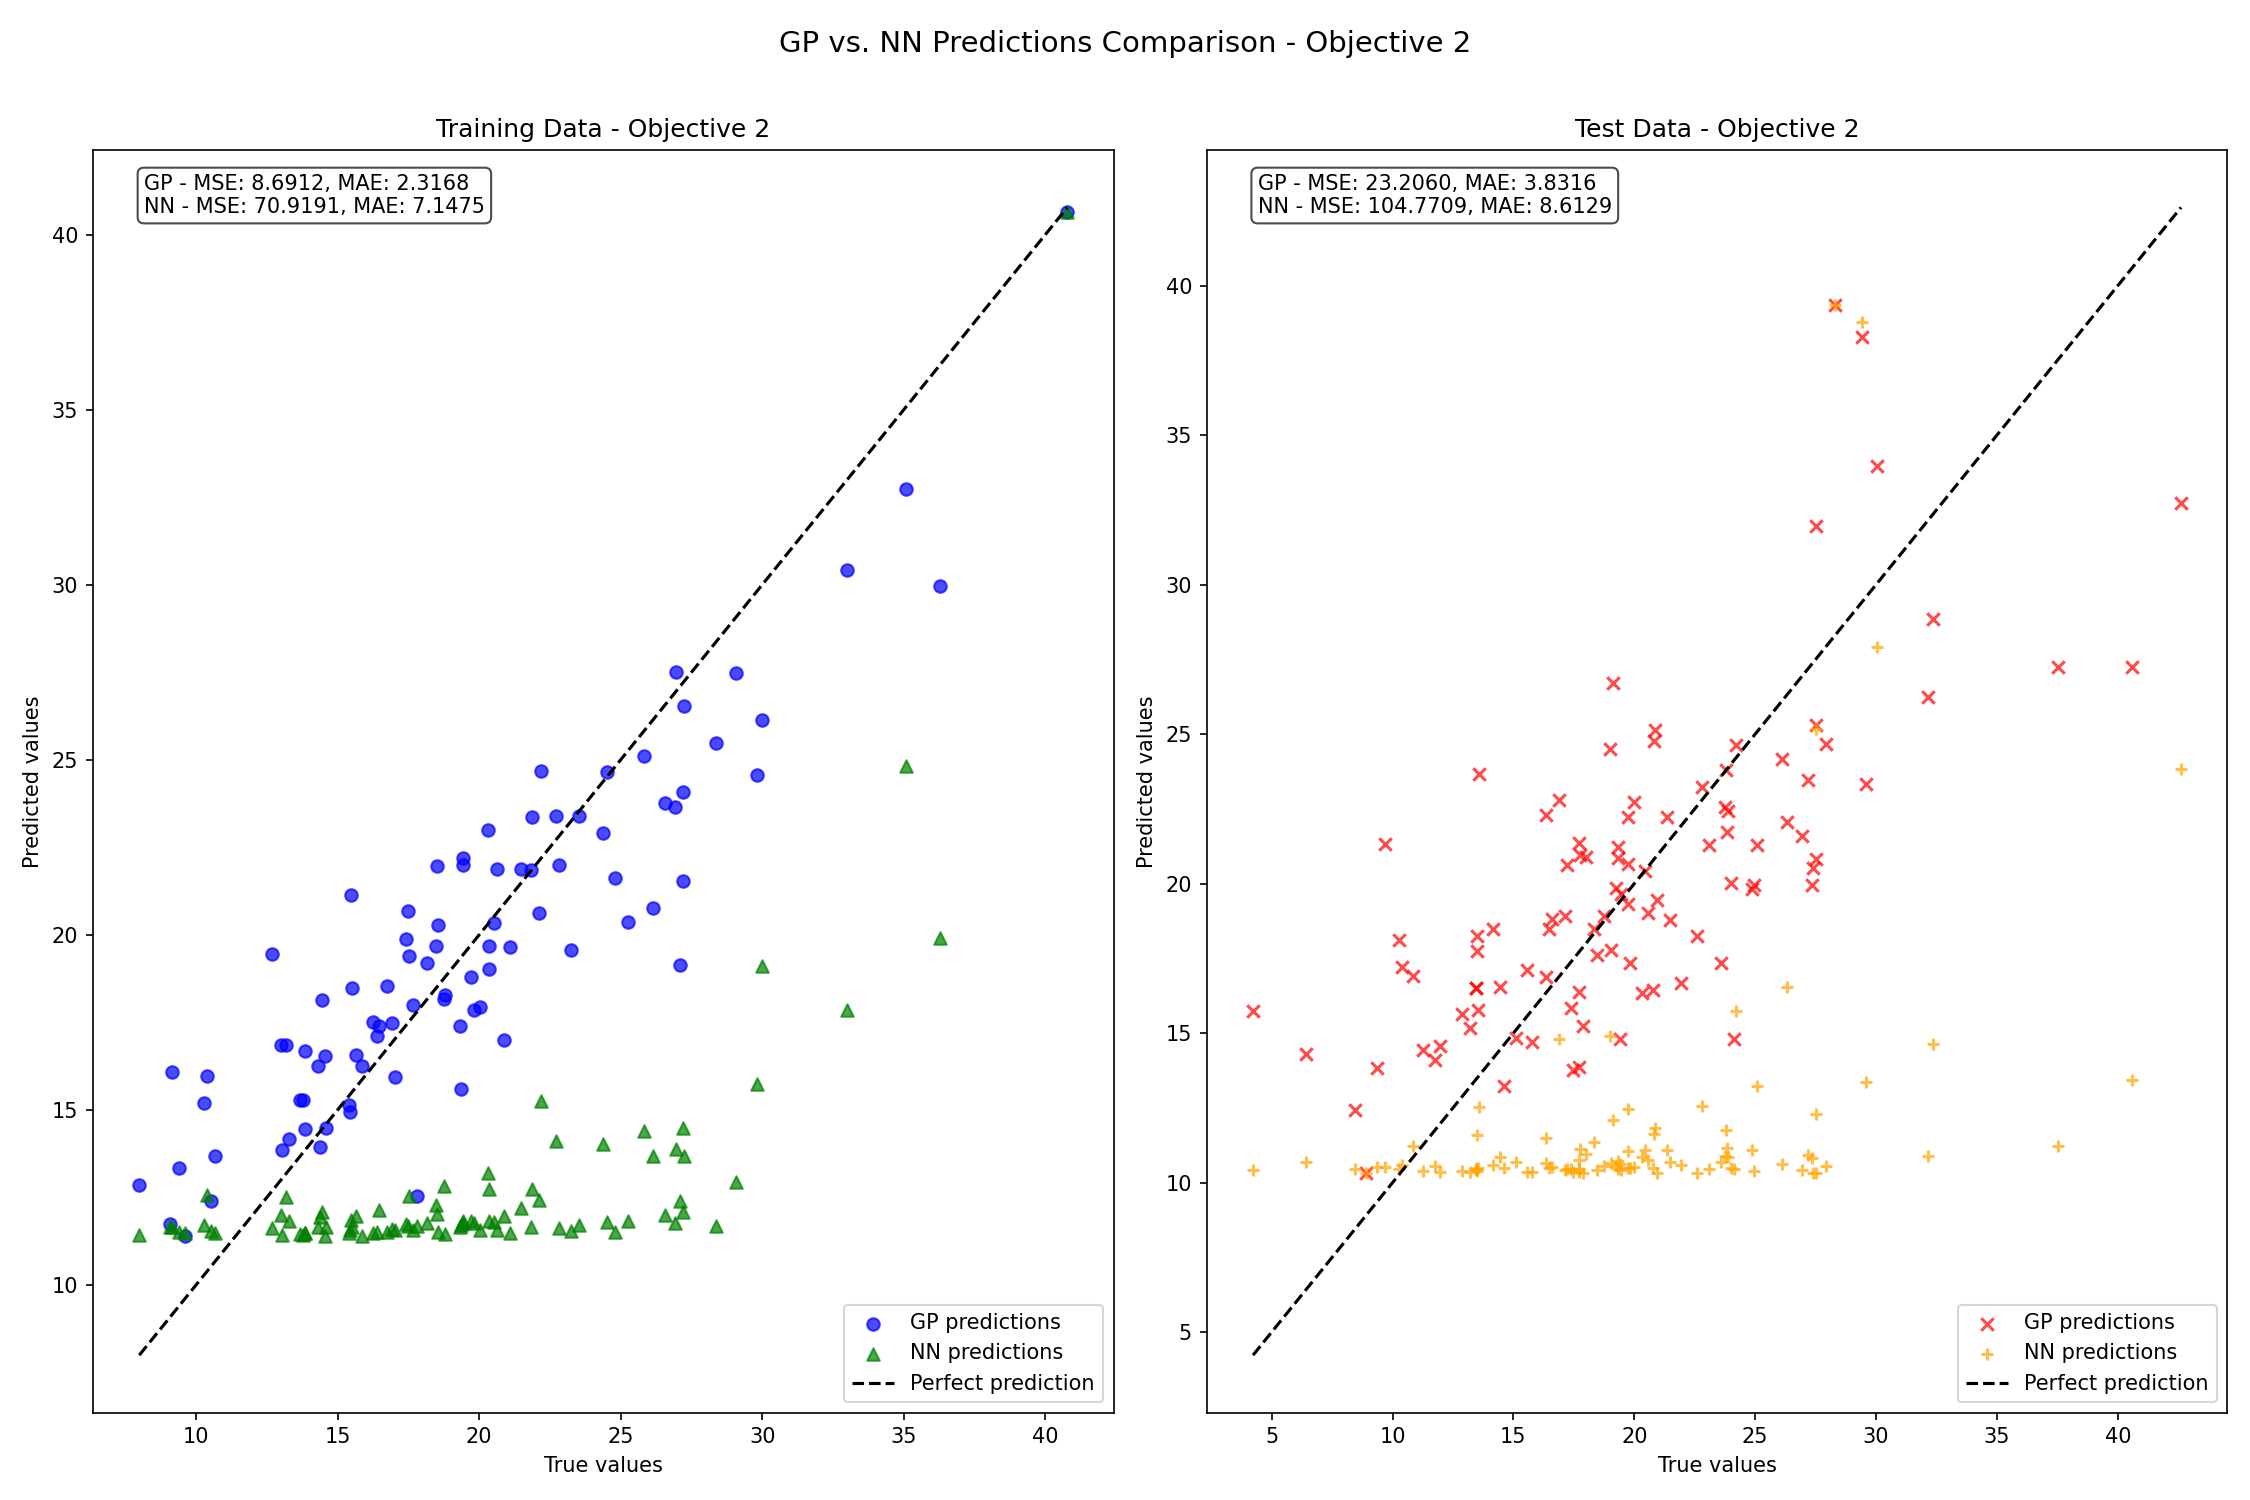 GP vs. NN Predictions Comparison - Objective 2
Training Data - Objective 2
GP - MSE: 8.6912, MAE: 2.3168
NN - MSE: 70.9191, MAE: 7.1475
40
35
30
25
20
15
10
Predicted values
GP predictions
NN predictions
Perfect prediction
10 15 20 25 30 35 40
True values
Test Data - Objective 2
GP - MSE: 23.2060, MAE: 3.8316
NN - MSE: 104.7709, MAE: 8.6129
40
35
30
25
20
15
10
5
Predicted values
GP predictions
NN predictions
Perfect prediction
5 10 15 20 25 30 35 40
True values